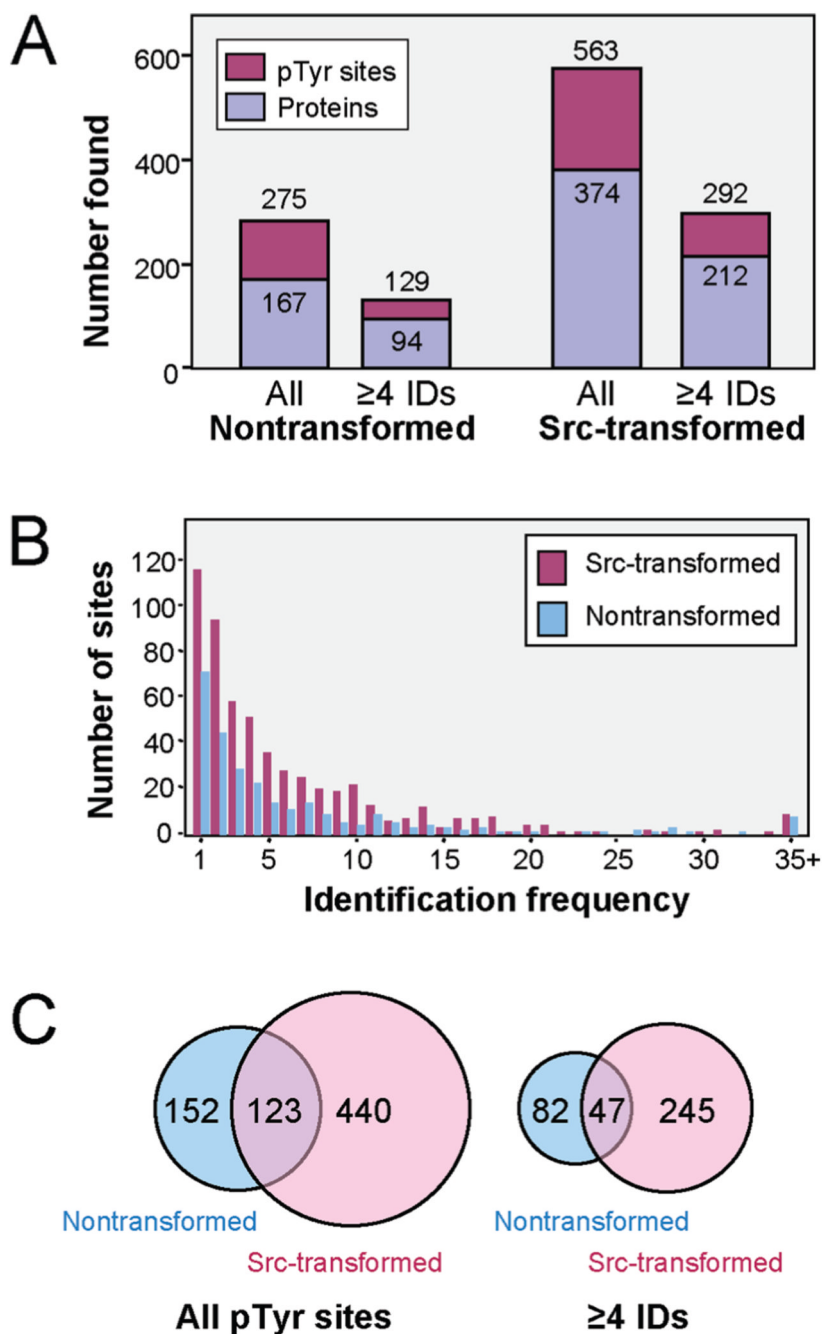 A
Number found
600
400
200
0
pTyr sites
Proteins
275
167
129
94
563
374
292
212
All ≥4 IDs All ≥4 IDs
Nontransformed Src-transformed
B
Number of sites
120
100
80
60
40
20
0
Src-transformed
Nontransformed
1 5 10 15 20 25 30 35+
Identification frequency
C
152 123 440
82 47 245
Nontransformed
Src-transformed
Nontransformed
Src-transformed
All pTyr sites
≥4 IDs